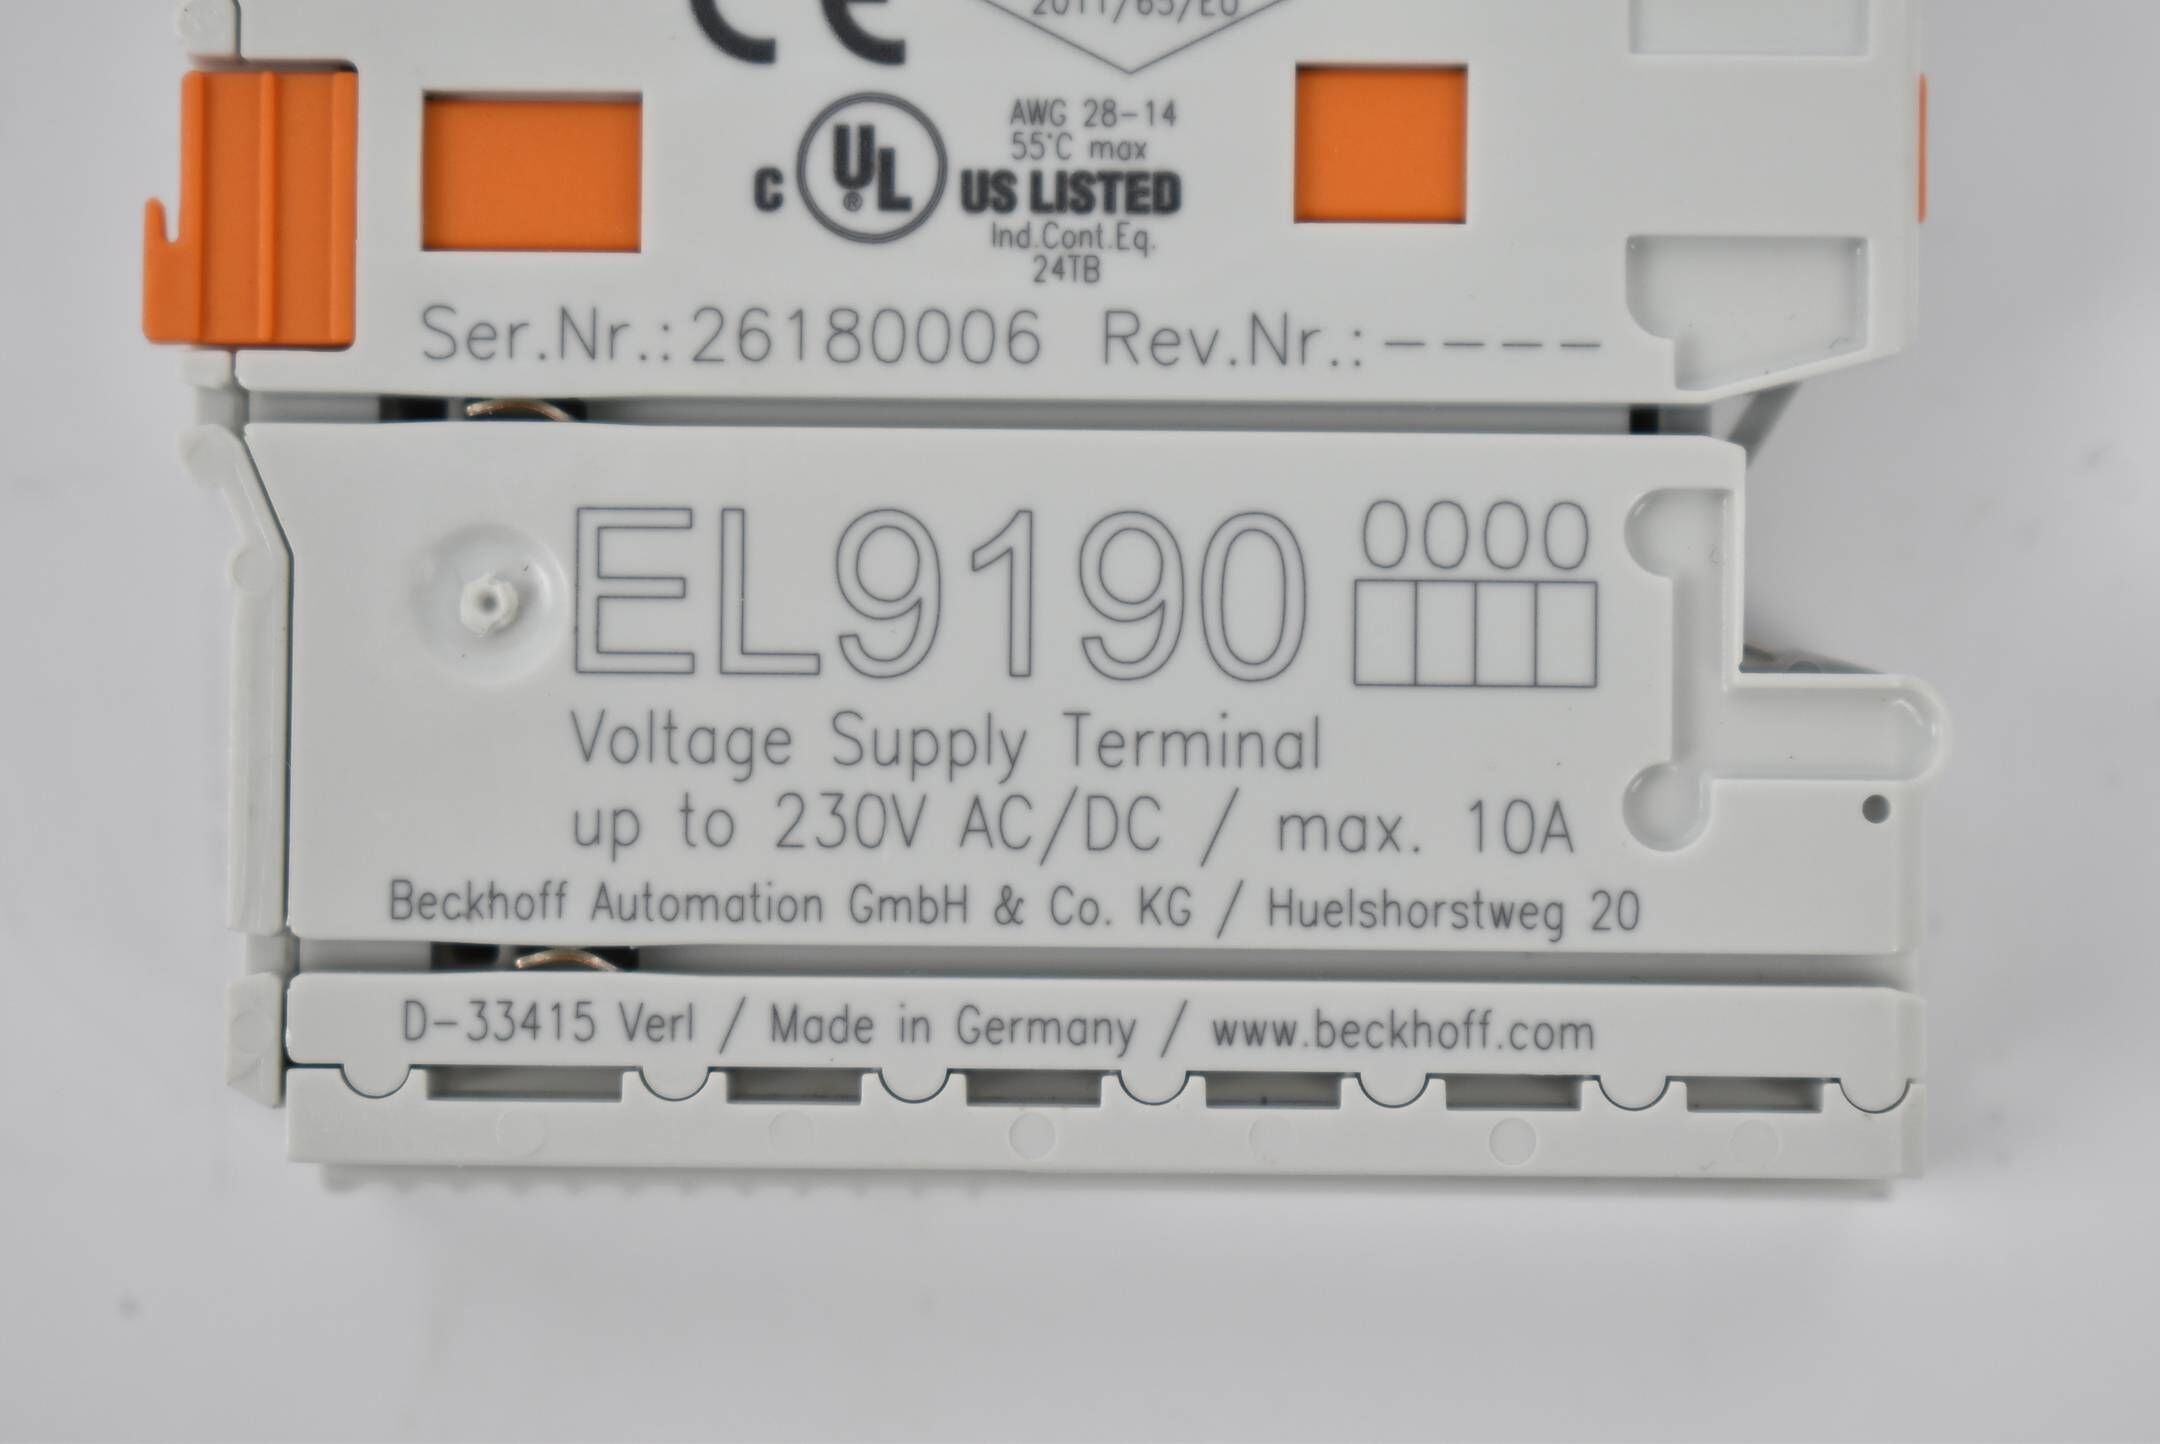 CE
2011/65/EU
AWG 28-14
55°C max
C UL ® US LISTED
Ind.Cont.Eq.
24TB
Ser.Nr.:26180006 Rev.Nr.:----
EL9190 0000
Voltage Supply Terminal
up to 230V AC/DC / max. 10A
Beckhoff Automation GmbH & Co. KG / Huelshorstweg 20
D-33415 Verl / Made in Germany / www.beckhoff.com